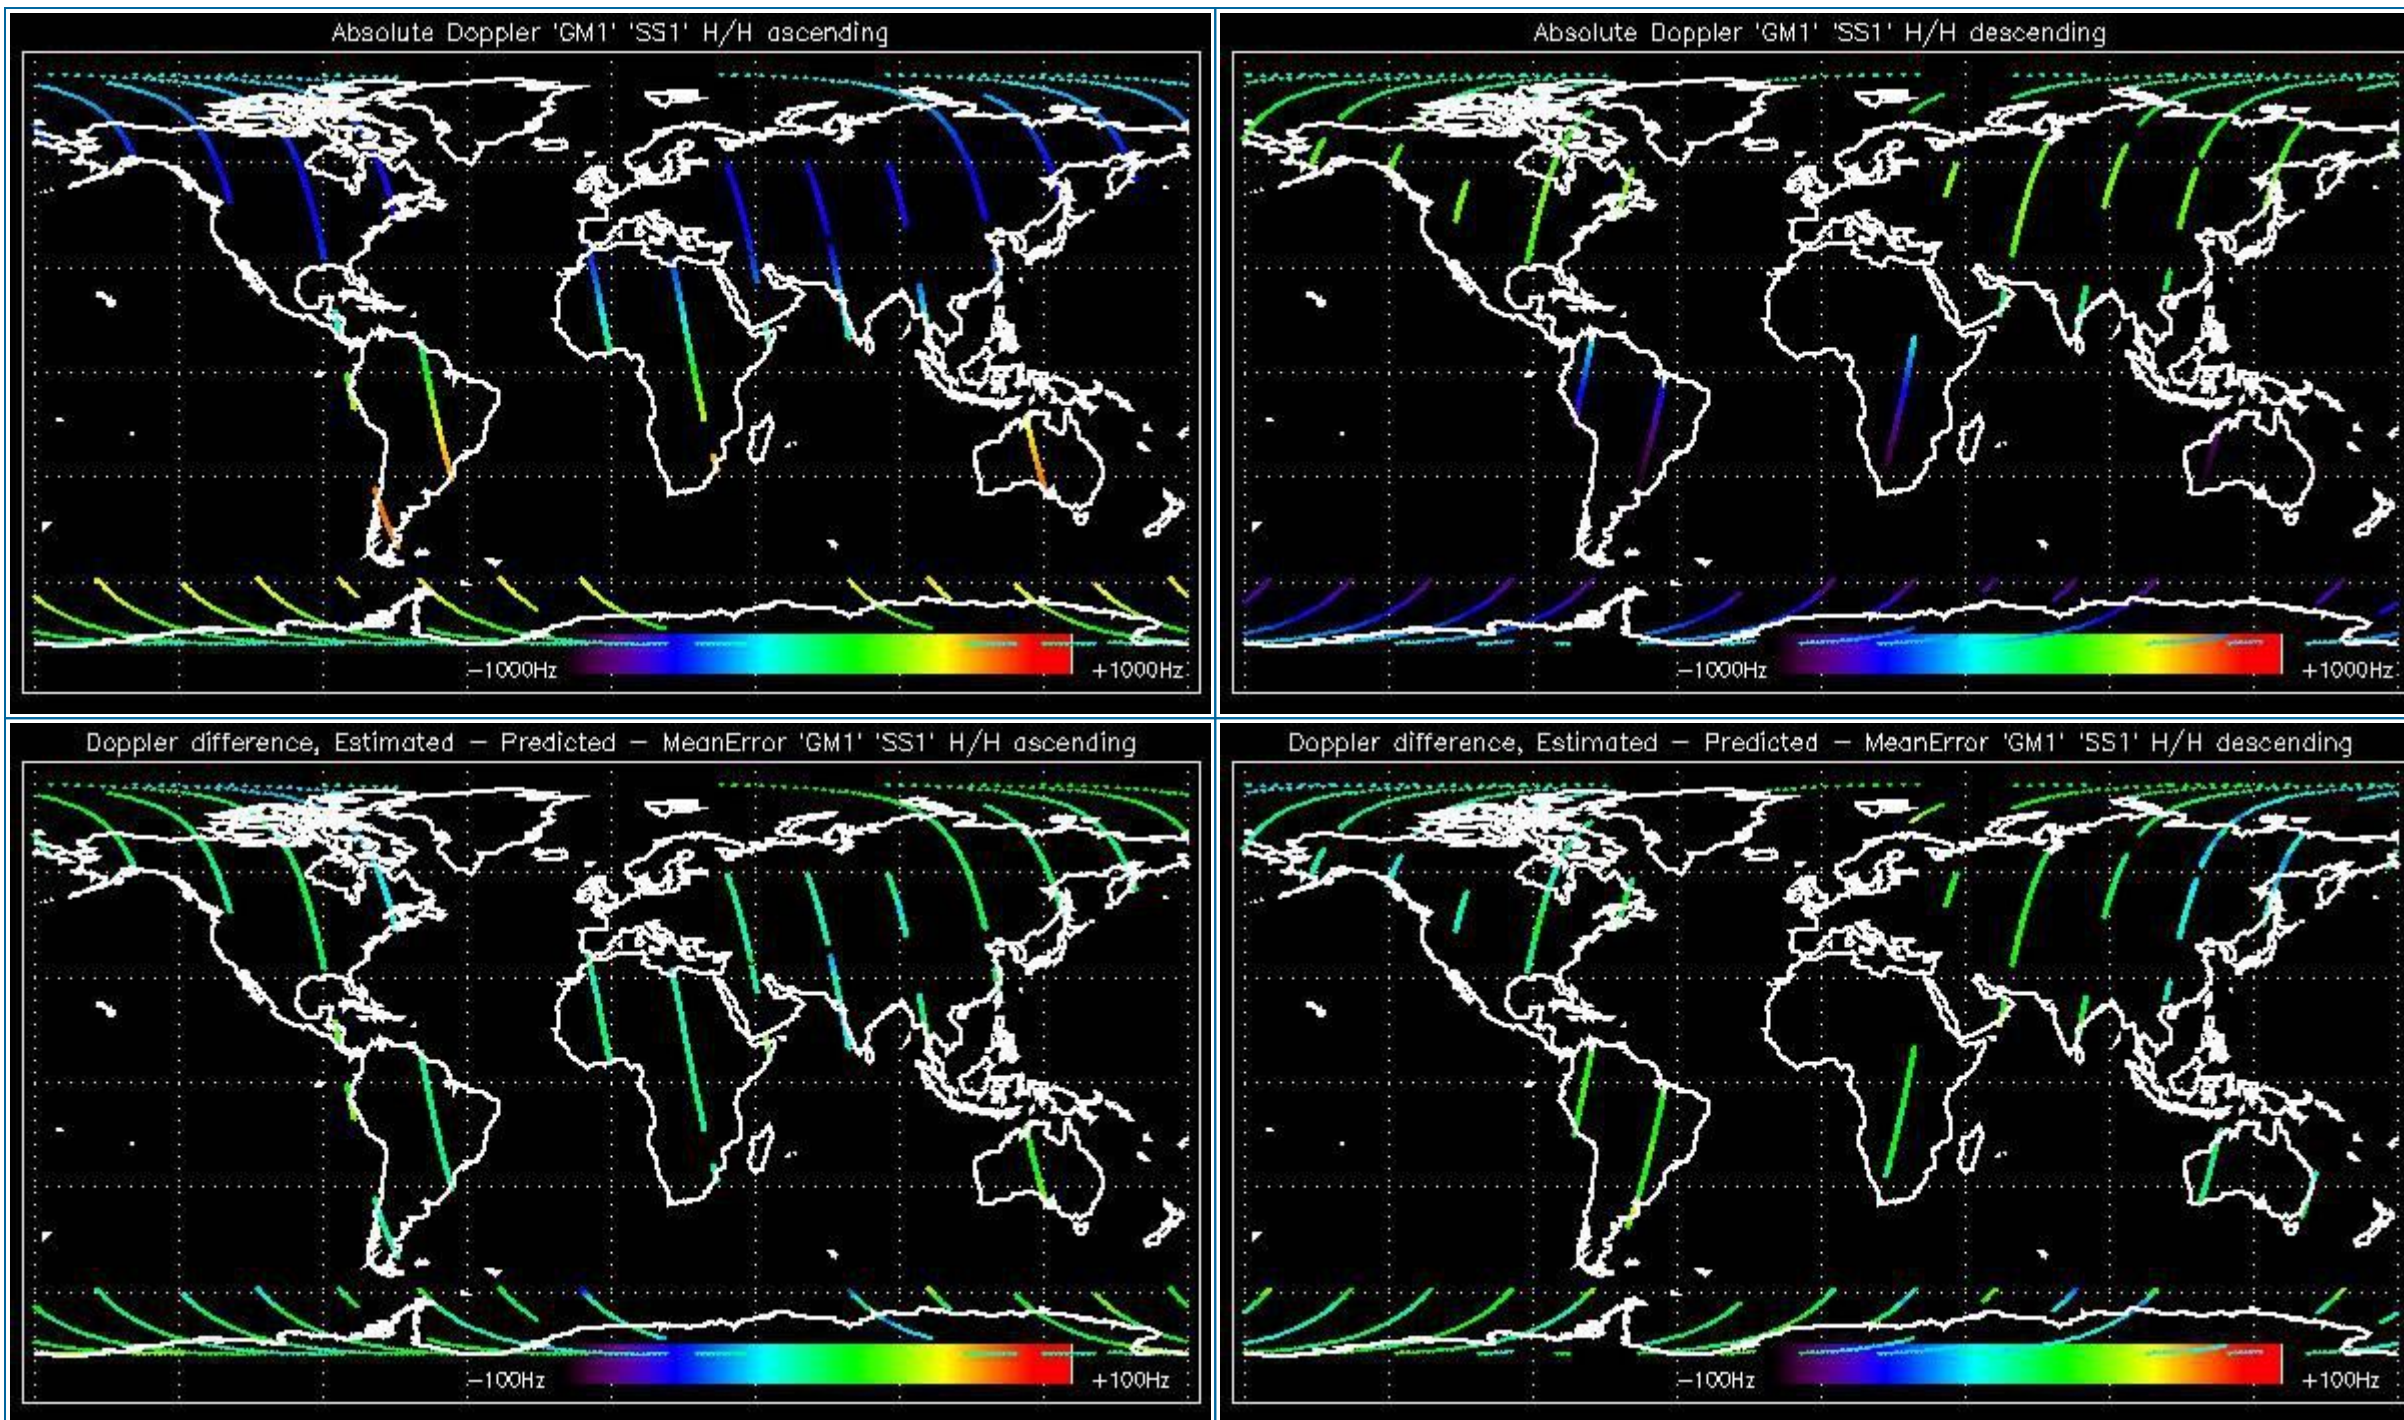 Absolute Doppler 'GM1' 'SS1' H/H ascending
-1000Hz
+1000Hz
Absolute Doppler 'GM1' 'SS1' H/H descending
-1000Hz
+1000Hz
Doppler difference, Estimated - Predicted - MeanError 'GM1' 'SS1' H/H ascending
-100Hz
+100Hz
Doppler difference, Estimated - Predicted - MeanError 'GM1' 'SS1' H/H descending
-100Hz
+100Hz